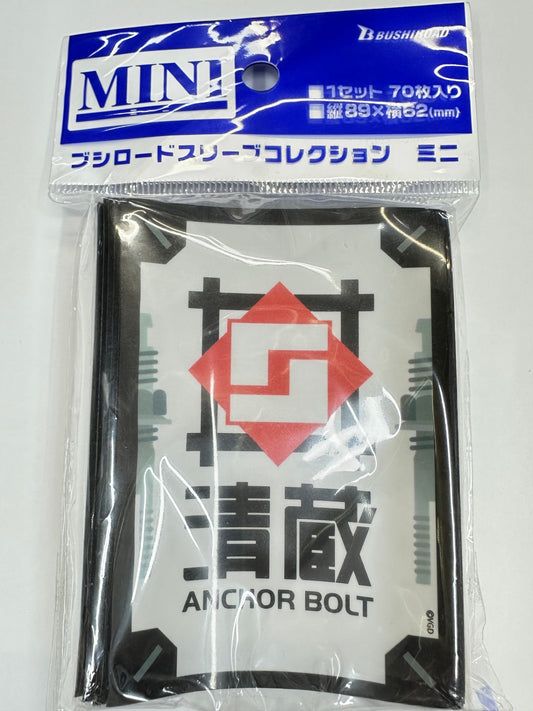 BUSHIROAD
MINI
■1セット 70枚入り
■縦89×横62(mm)
ブシロードスリーブコレクション ミニ
清蔵
ANCHOR BOLT
©VGD